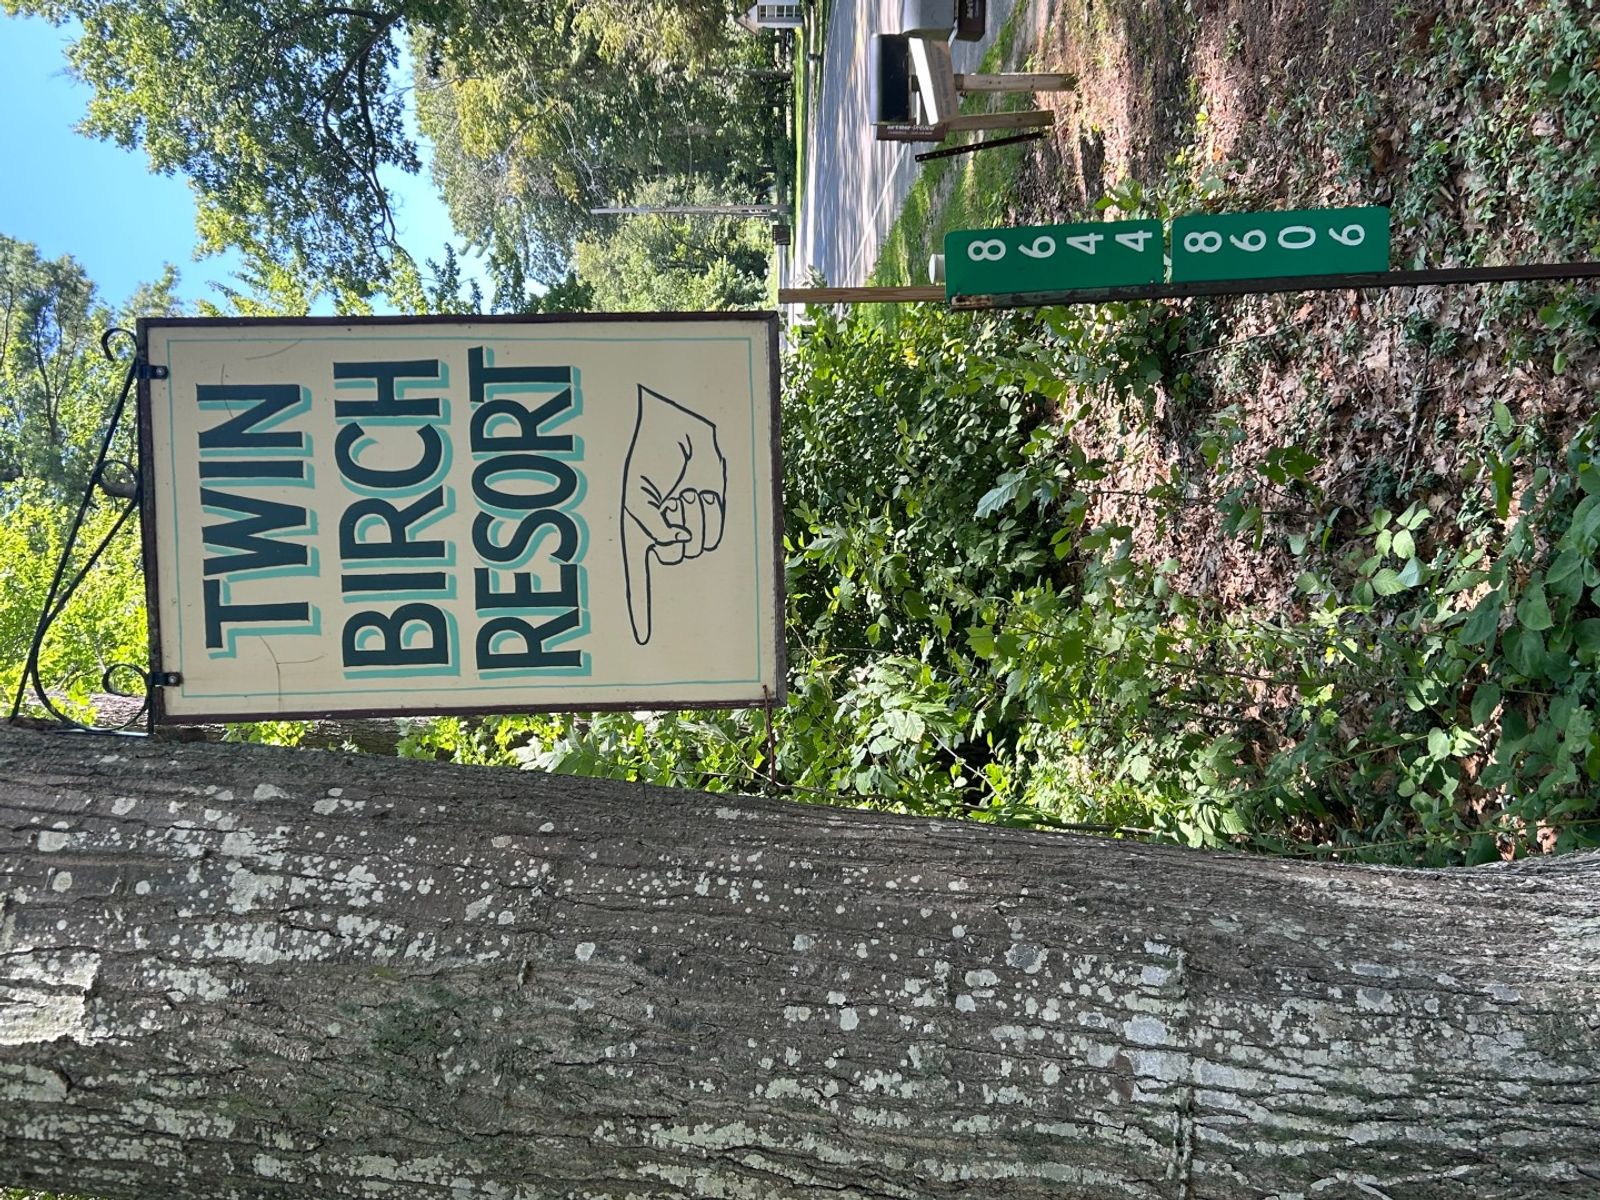 TWIN
BIRCH
RESORT
8644
8606